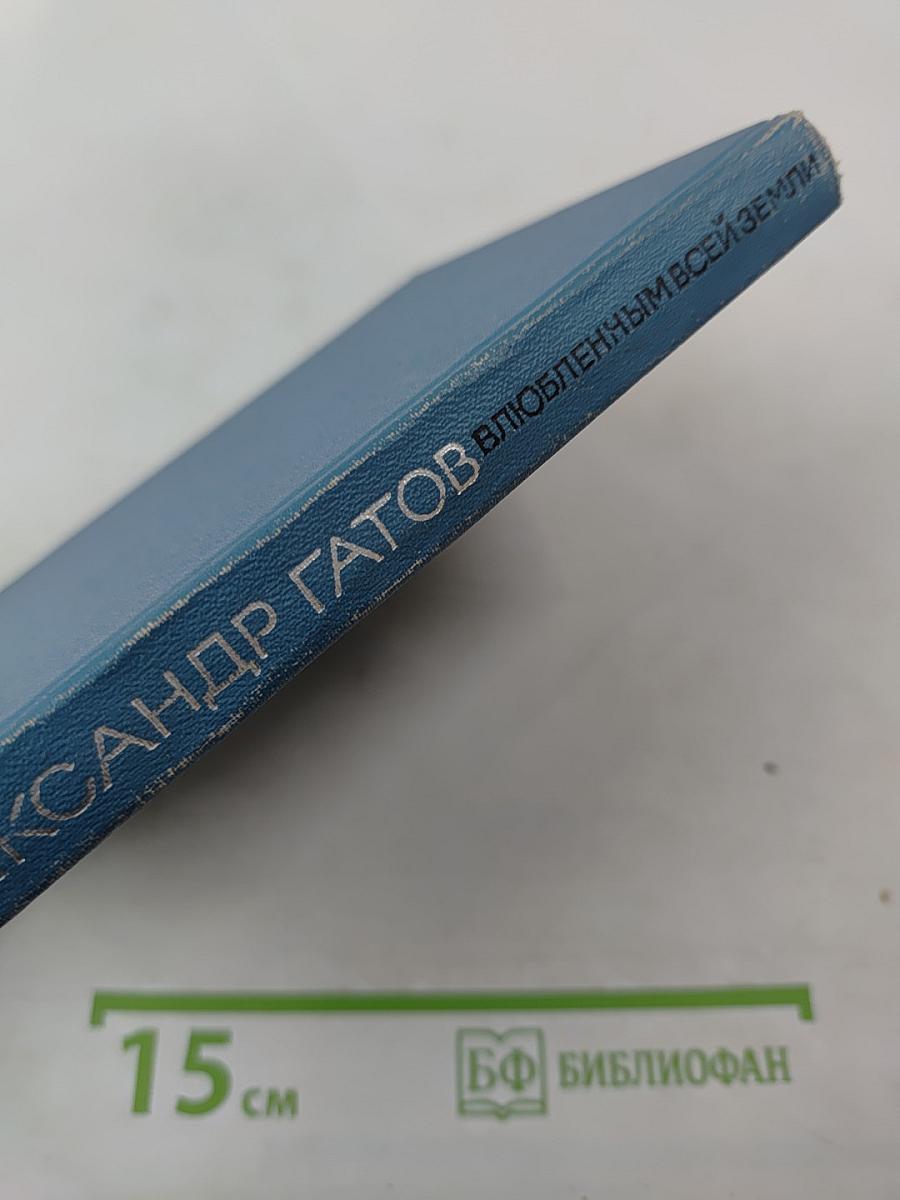 КСАНДР ГАТОВ ВЛЮБЛЕННЫМ ВСЕЙ ЗЕМЛИ
15 см
БФ БИБЛИОФАН